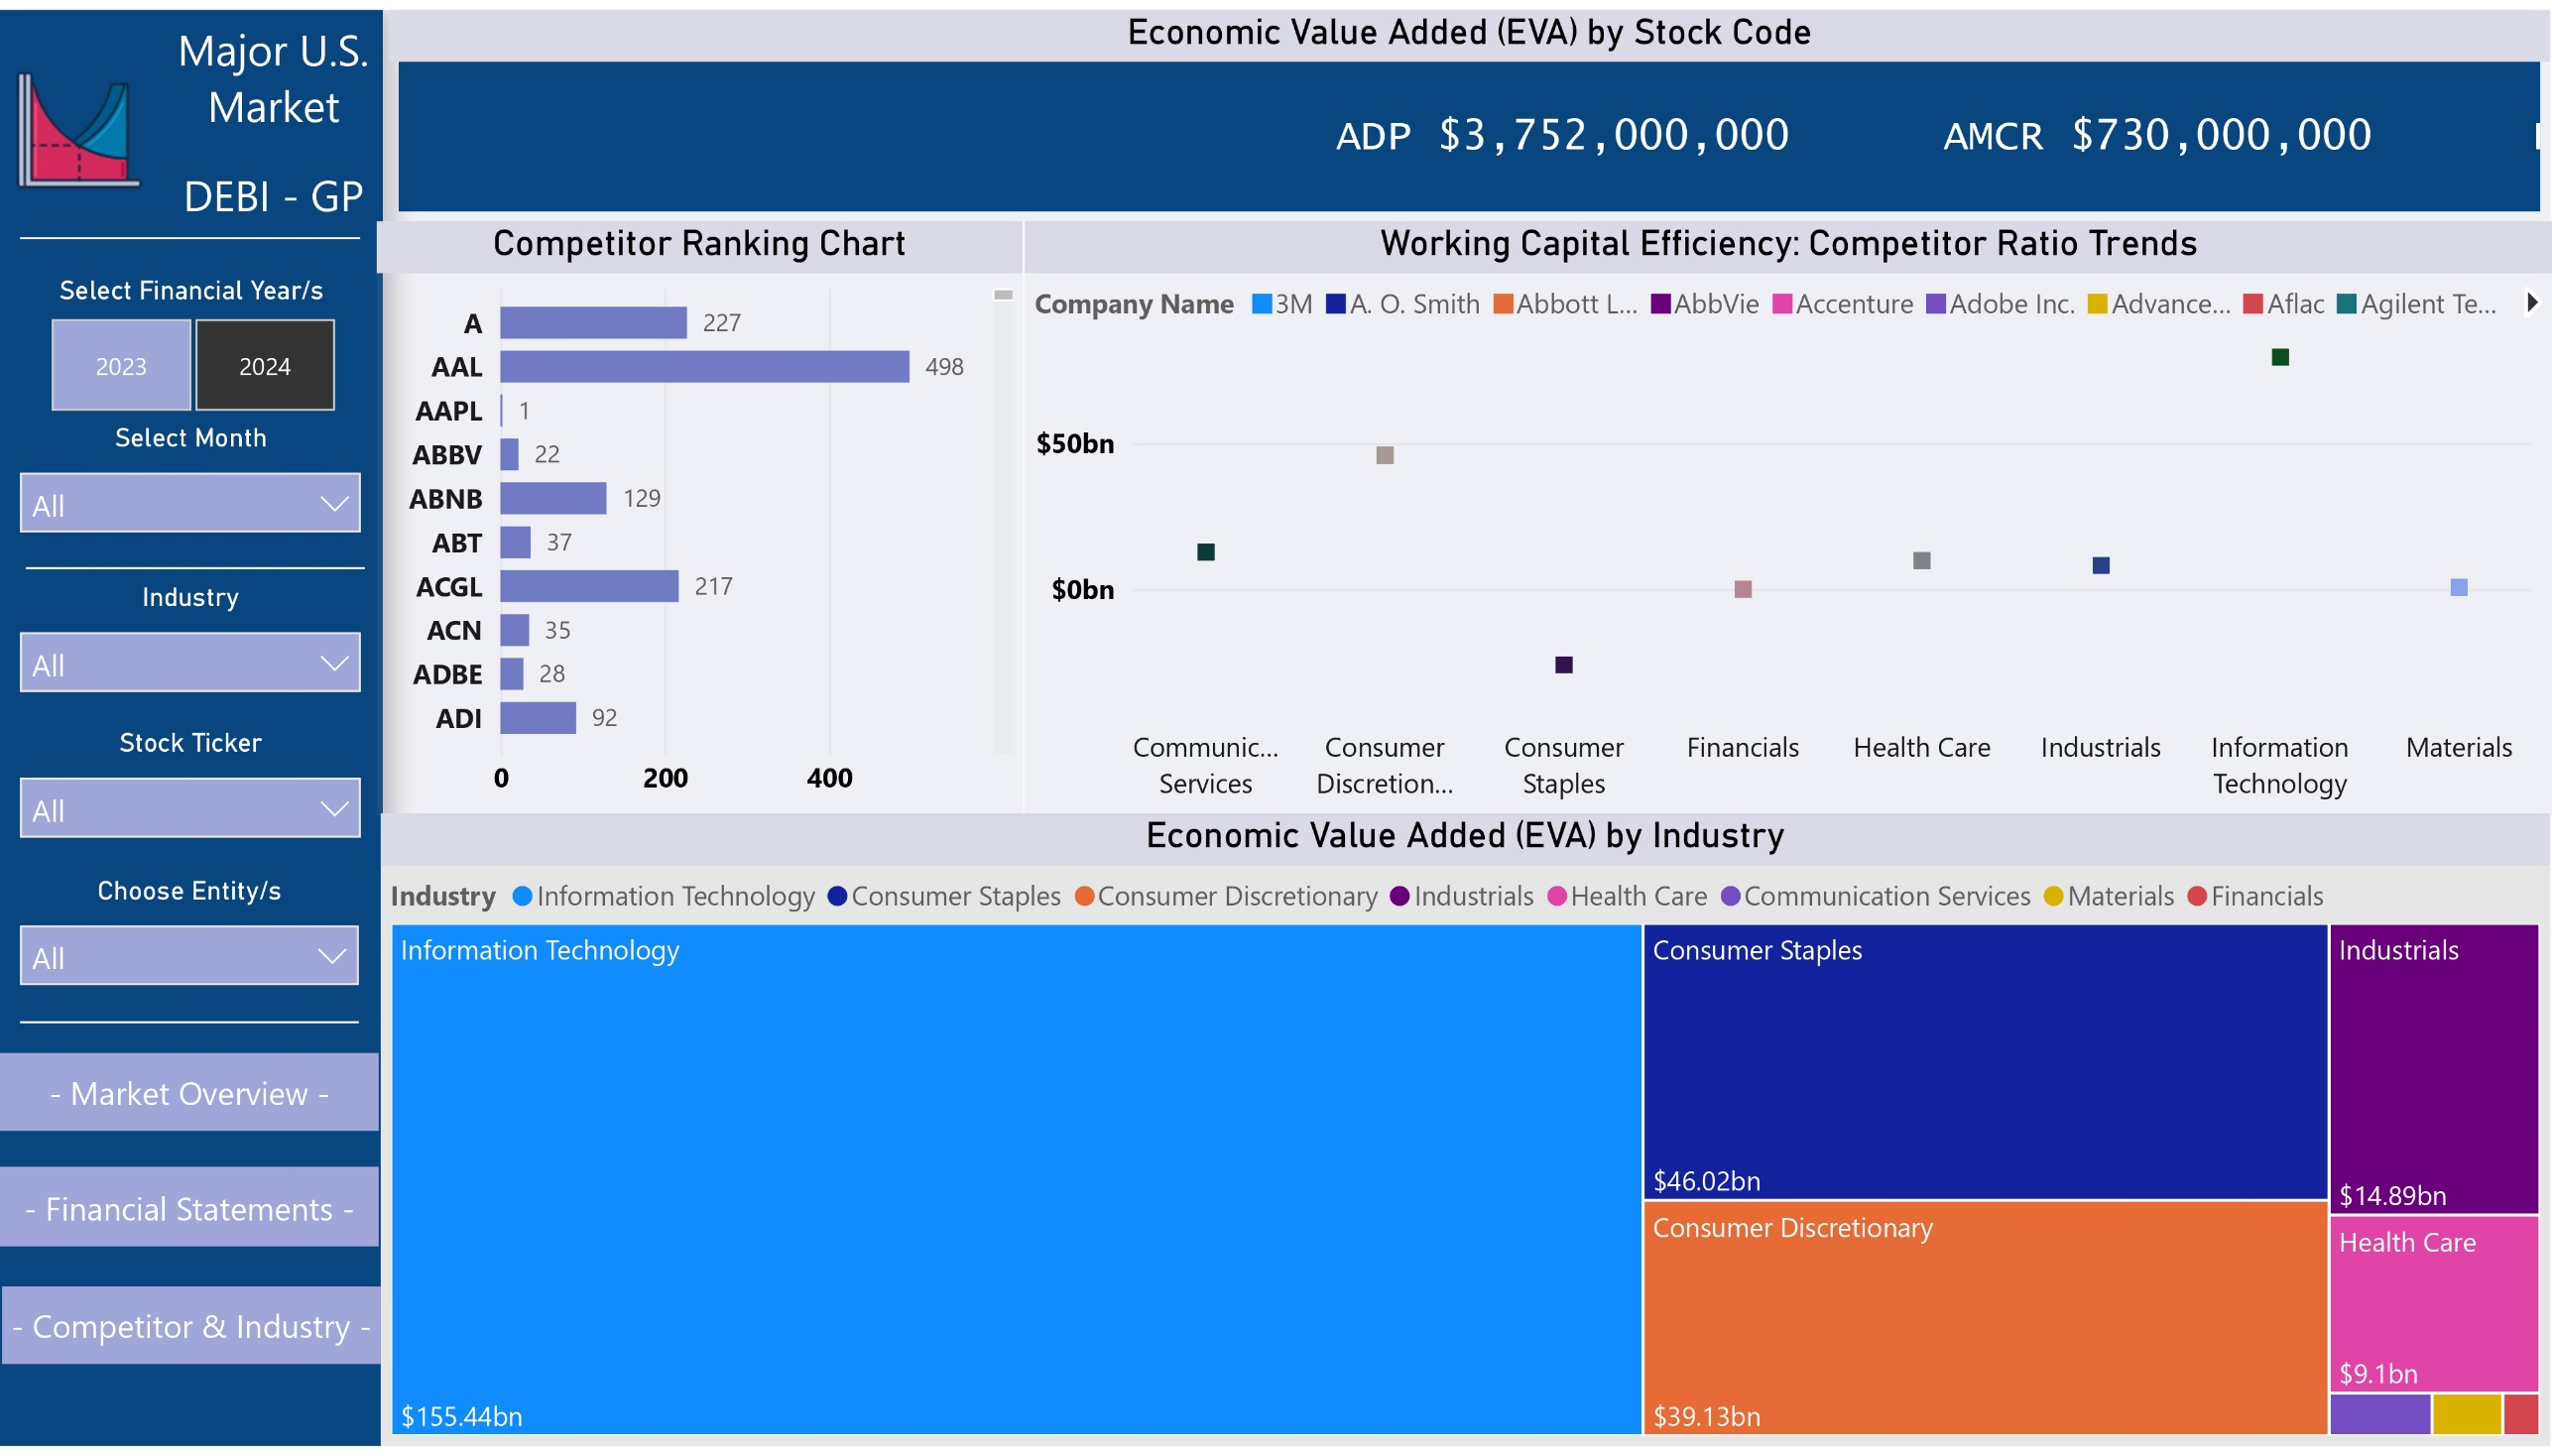 Major U.S.
Market
DEBI - GP
Select Financial Year/s
2023
2024
Select Month
All
Industry
All
Stock Ticker
All
Choose Entity/s
All
- Market Overview -
- Financial Statements -
- Competitor & Industry -
Economic Value Added (EVA) by Stock Code
ADP $3,752,000,000
AMCR $730,000,000
Competitor Ranking Chart
A 227
AAL 498
AAPL 1
ABBV 22
ABNB 129
ABT 37
ACGL 217
ACN 35
ADBE 28
ADI 92
0 200 400
Working Capital Efficiency: Competitor Ratio Trends
Company Name 3M A. O. Smith Abbott L... AbbVie Accenture Adobe Inc. Advance... Aflac Agilent Te...
$50bn
$0bn
Communic...
Services
Consumer
Discretion...
Consumer
Staples
Financials
Health Care
Industrials
Information
Technology
Materials
Economic Value Added (EVA) by Industry
Industry Information Technology Consumer Staples Consumer Discretionary Industrials Health Care Communication Services Materials Financials
Information Technology
$155.44bn
Consumer Staples
$46.02bn
Consumer Discretionary
$39.13bn
Industrials
$14.89bn
Health Care
$9.1bn